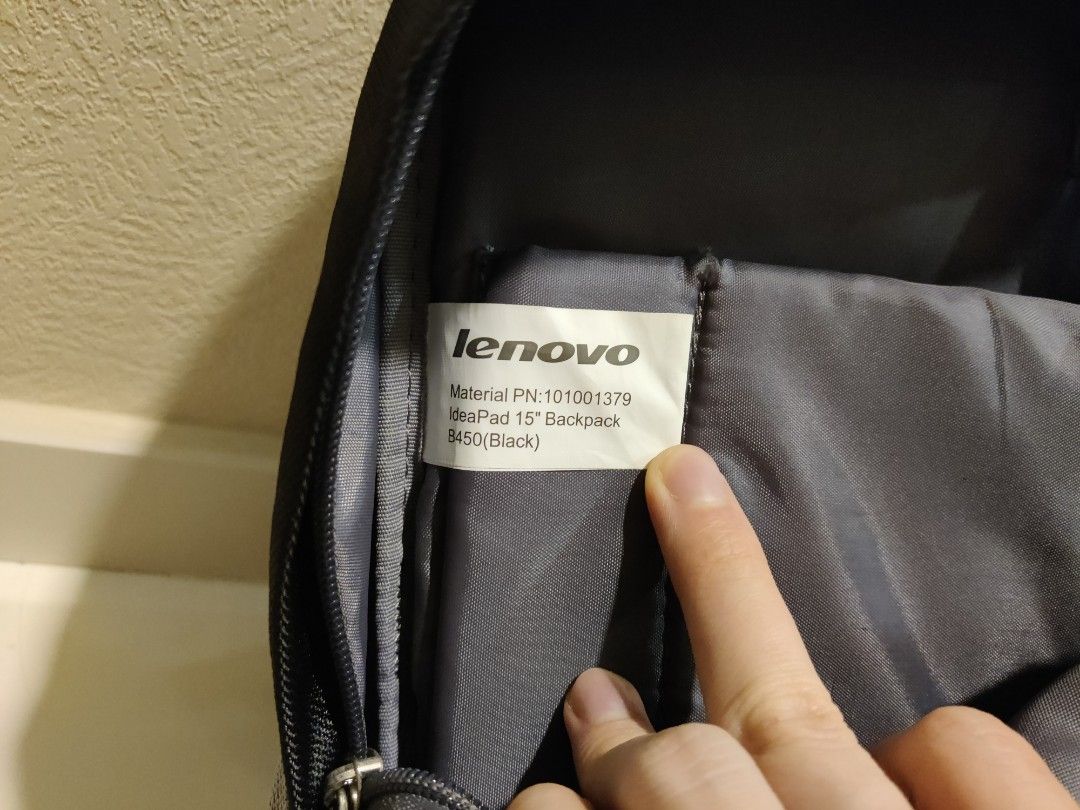 lenovo
Material PN:101001379
IdeaPad 15" Backpack
B450(Black)